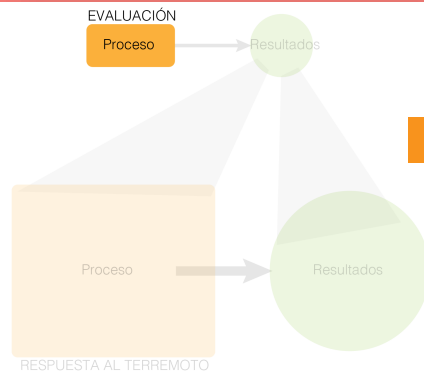 EVALUACIÓN
Proceso
Resultados
Proceso
Resultados
RESPUESTA AL TERREMOTO